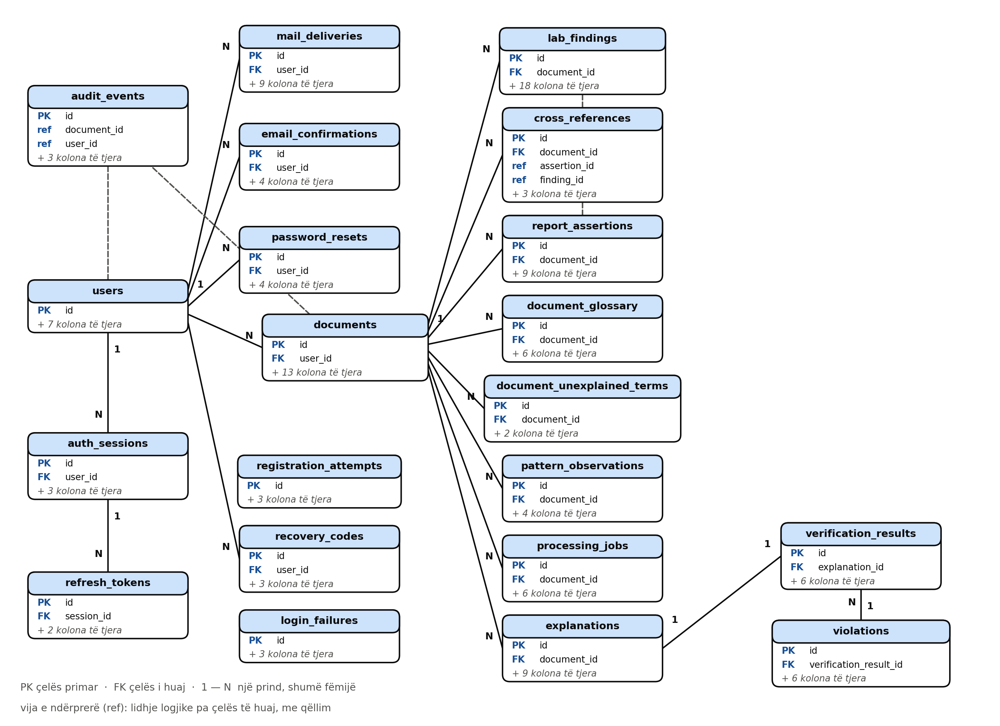 mail_deliveries
PK id
FK user_id
+ 9 kolona të tjera
N
lab_findings
PK id
FK document_id
+ 18 kolona të tjera
N
audit_events
PK id
ref document_id
ref user_id
+ 3 kolona të tjera
email_confirmations
PK id
FK user_id
+ 4 kolona të tjera
N
cross_references
PK id
FK document_id
ref assertion_id
ref finding_id
+ 3 kolona të tjera
N
password_resets
PK id
FK user_id
+ 4 kolona të tjera
N
report_assertions
PK id
FK document_id
+ 9 kolona të tjera
N
users
PK id
+ 7 kolona të tjera
1
1
documents
PK id
FK user_id
+ 13 kolona të tjera
N
1
document_glossary
PK id
FK document_id
+ 6 kolona të tjera
N
document_unexplained_terms
PK id
FK document_id
+ 2 kolona të tjera
N
N
auth_sessions
PK id
FK user_id
+ 3 kolona të tjera
1
registration_attempts
PK id
+ 3 kolona të tjera
pattern_observations
PK id
FK document_id
+ 4 kolona të tjera
N
N
refresh_tokens
PK id
FK session_id
+ 2 kolona të tjera
recovery_codes
PK id
FK user_id
+ 3 kolona të tjera
N
processing_jobs
PK id
FK document_id
+ 6 kolona të tjera
N
verification_results
PK id
FK explanation_id
+ 6 kolona të tjera
1
N 1
login_failures
PK id
+ 3 kolona të tjera
explanations
PK id
FK document_id
+ 9 kolona të tjera
N
1
violations
PK id
FK verification_result_id
+ 6 kolona të tjera
PK çelës primar · FK çelës i huaj · 1 — N një prind, shumë fëmijë
vija e ndërprerë (ref): lidhje logjike pa çelës të huaj, me qëllim